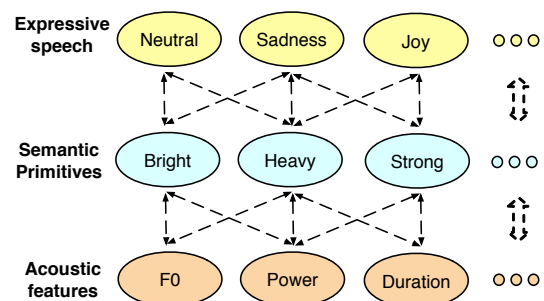 Expressive
speech
Neutral
Sadness
Joy
Semantic
Primitives
Bright
Heavy
Strong
Acoustic
features
F0
Power
Duration